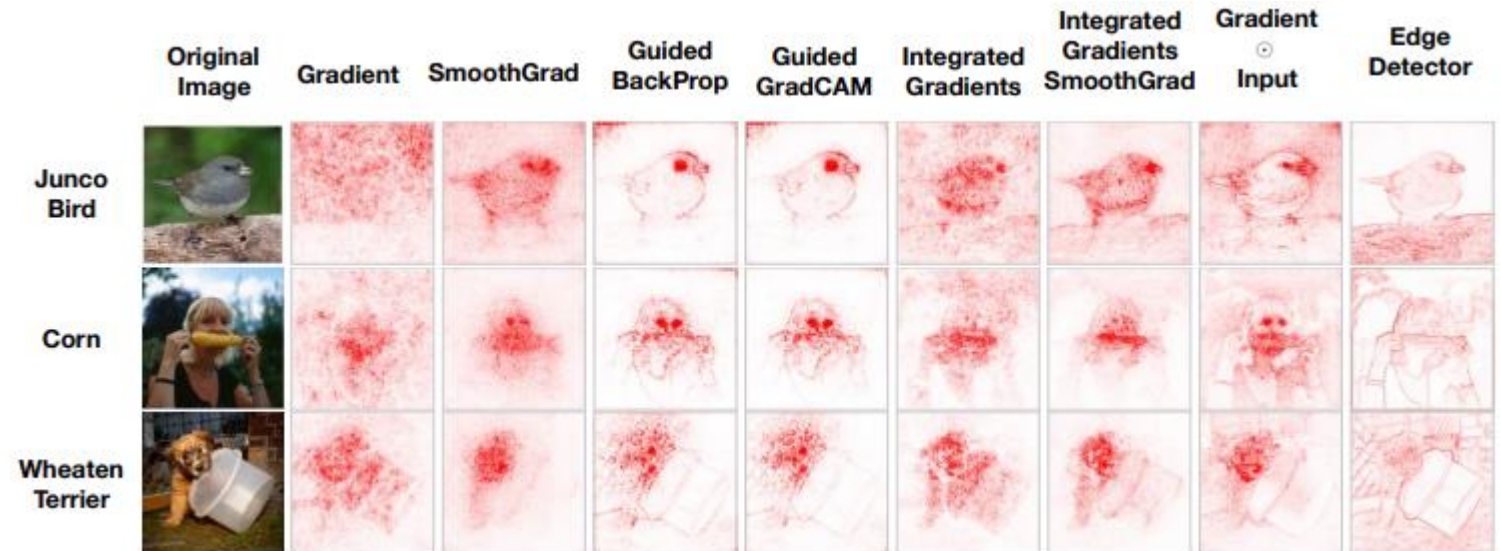 Original
Image
Gradient
SmoothGrad
Guided
BackProp
Guided
GradCAM
Integrated
Gradients
Integrated
Gradients
SmoothGrad
Gradient
⊙
Input
Edge
Detector
Junco
Bird
Corn
Wheaten
Terrier